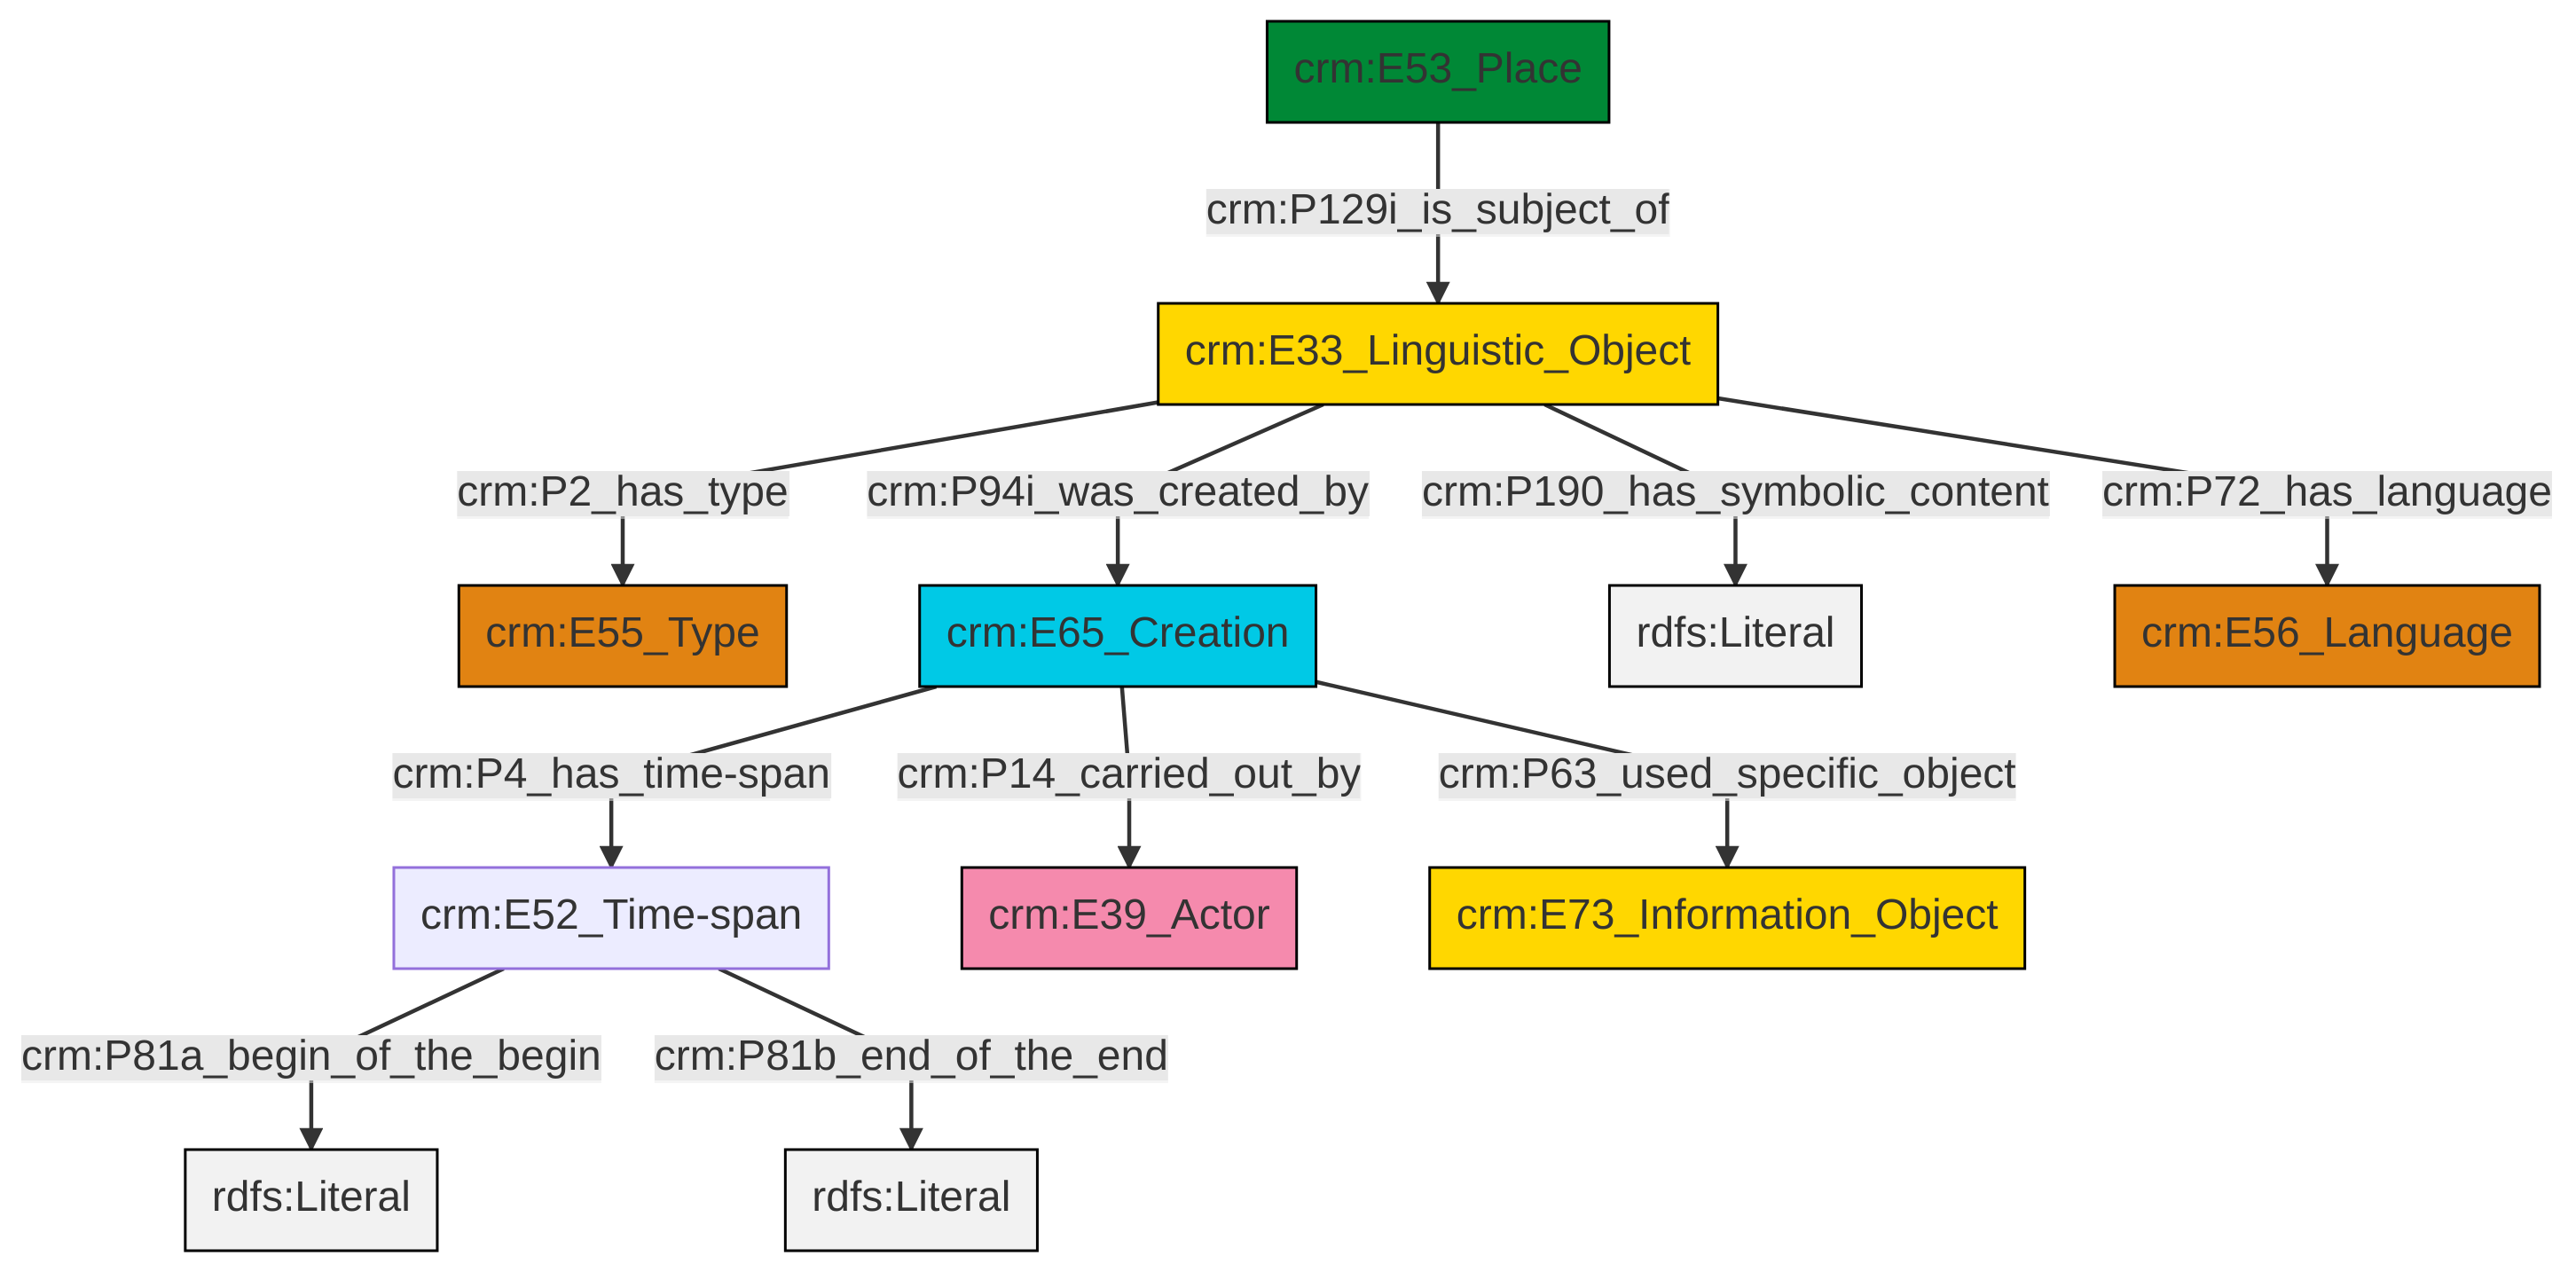 crm:E53_Place
crm:P129i_is_subject_of
crm:E33_Linguistic_Object
crm:P2_has_type
crm:P94i_was_created_by
crm:P190_has_symbolic_content
crm:P72_has_language
crm:E55_Type
crm:E65_Creation
rdfs:Literal
crm:E56_Language
crm:P4_has_time-span
crm:P14_carried_out_by
crm:P63_used_specific_object
crm:E52_Time-span
crm:E39_Actor
crm:E73_Information_Object
crm:P81a_begin_of_the_begin
crm:P81b_end_of_the_end
rdfs:Literal
rdfs:Literal